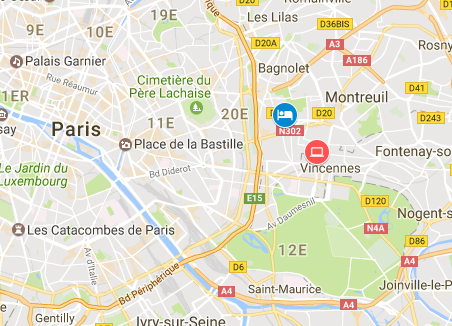 D20
D36BIS
Les Lilas
19E
9E
10E
D20A
Rosny
A3
Palais Garnier
Bagnolet
A186
Rue Réaumur
Cimetière du
Père Lachaise
D41
Montreuil
1ER
20E
D20
11E
D243
Paris
N302
Place de la Bastille
Fontenay-so
Le Jardin du
Luxembourg
Bd Diderot
Vincennes
E15
Av Daumesnil
D120
Nogent-s
Les Catacombes de Paris
N4A
12E
D86
Av. d'Italie
D6
A4
Bd Périphérique
Saint-Maurice
Joinville-le-P
A4
A4
Gentilly
Ivry-sur-Seine